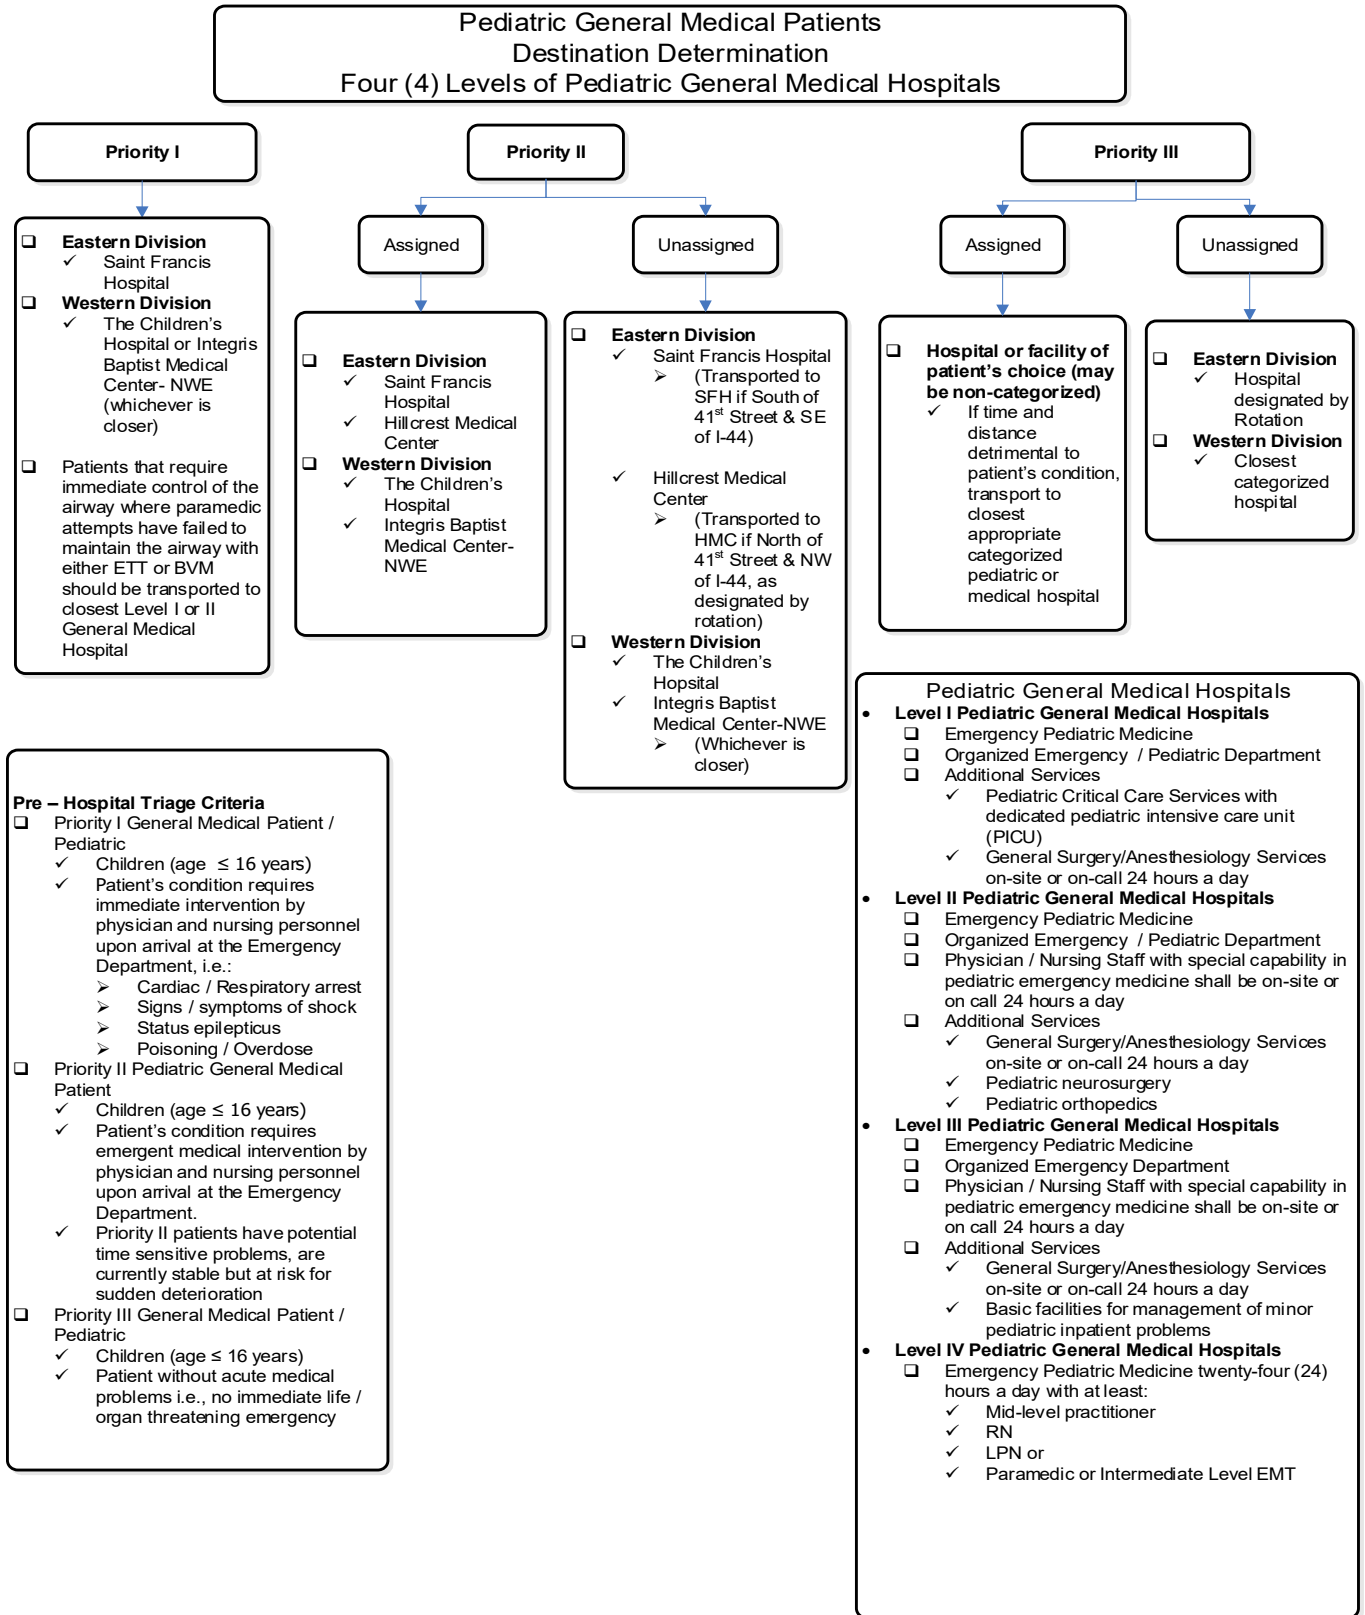 Pediatric General Medical Patients
Destination Determination
Four (4) Levels of Pediatric General Medical Hospitals
Priority I
❑ Eastern Division
✓ Saint Francis
Hospital
❑ Western Division
✓ The Children’s
Hospital or Integris
Baptist Medical
Center- NWE
(whichever is
closer)
❑ Patients that require
immediate control of the
airway where paramedic
attempts have failed to
maintain the airway with
either ETT or BVM
should be transported to
closest Level I or II
General Medical
Hospital
Priority II
Assigned
❑ Eastern Division
✓ Saint Francis
Hospital
✓ Hillcrest Medical
Center
❑ Western Division
✓ The Children’s
Hospital
✓ Integris Baptist
Medical Center-
NWE
Unassigned
❑ Eastern Division
✓ Saint Francis Hospital
➢ (Transported to
SFH if South of
41st Street & SE
of I-44)
✓ Hillcrest Medical
Center
➢ (Transported to
HMC if North of
41st Street & NW
of I-44, as
designated by
rotation)
❑ Western Division
✓ The Children’s
Hopsital
✓ Integris Baptist
Medical Center-NWE
➢ (Whichever is
closer)
Priority III
Assigned
❑ Hospital or facility of
patient’s choice (may
be non-categorized)
✓ If time and
distance
detrimental to
patient’s condition,
transport to
closest
appropriate
categorized
pediatric or
medical hospital
Unassigned
❑ Eastern Division
✓ Hospital
designated by
Rotation
❑ Western Division
✓ Closest
categorized
hospital
Pre – Hospital Triage Criteria
❑ Priority I General Medical Patient /
Pediatric
✓ Children (age ≤ 16 years)
✓ Patient’s condition requires
immediate intervention by
physician and nursing personnel
upon arrival at the Emergency
Department, i.e.:
➢ Cardiac / Respiratory arrest
➢ Signs / symptoms of shock
➢ Status epilepticus
➢ Poisoning / Overdose
❑ Priority II Pediatric General Medical
Patient
✓ Children (age ≤ 16 years)
✓ Patient’s condition requires
emergent medical intervention by
physician and nursing personnel
upon arrival at the Emergency
Department.
✓ Priority II patients have potential
time sensitive problems, are
currently stable but at risk for
sudden deterioration
❑ Priority III General Medical Patient /
Pediatric
✓ Children (age ≤ 16 years)
✓ Patient without acute medical
problems i.e., no immediate life /
organ threatening emergency
Pediatric General Medical Hospitals
• Level I Pediatric General Medical Hospitals
❑ Emergency Pediatric Medicine
❑ Organized Emergency / Pediatric Department
❑ Additional Services
✓ Pediatric Critical Care Services with
dedicated pediatric intensive care unit
(PICU)
✓ General Surgery/Anesthesiology Services
on-site or on-call 24 hours a day
• Level II Pediatric General Medical Hospitals
❑ Emergency Pediatric Medicine
❑ Organized Emergency / Pediatric Department
❑ Physician / Nursing Staff with special capability in
pediatric emergency medicine shall be on-site or
on call 24 hours a day
❑ Additional Services
✓ General Surgery/Anesthesiology Services
on-site or on-call 24 hours a day
✓ Pediatric neurosurgery
✓ Pediatric orthopedics
• Level III Pediatric General Medical Hospitals
❑ Emergency Pediatric Medicine
❑ Organized Emergency Department
❑ Physician / Nursing Staff with special capability in
pediatric emergency medicine shall be on-site or
on call 24 hours a day
❑ Additional Services
✓ General Surgery/Anesthesiology Services
on-site or on-call 24 hours a day
✓ Basic facilities for management of minor
pediatric inpatient problems
• Level IV Pediatric General Medical Hospitals
❑ Emergency Pediatric Medicine twenty-four (24)
hours a day with at least:
✓ Mid-level practitioner
✓ RN
✓ LPN or
✓ Paramedic or Intermediate Level EMT